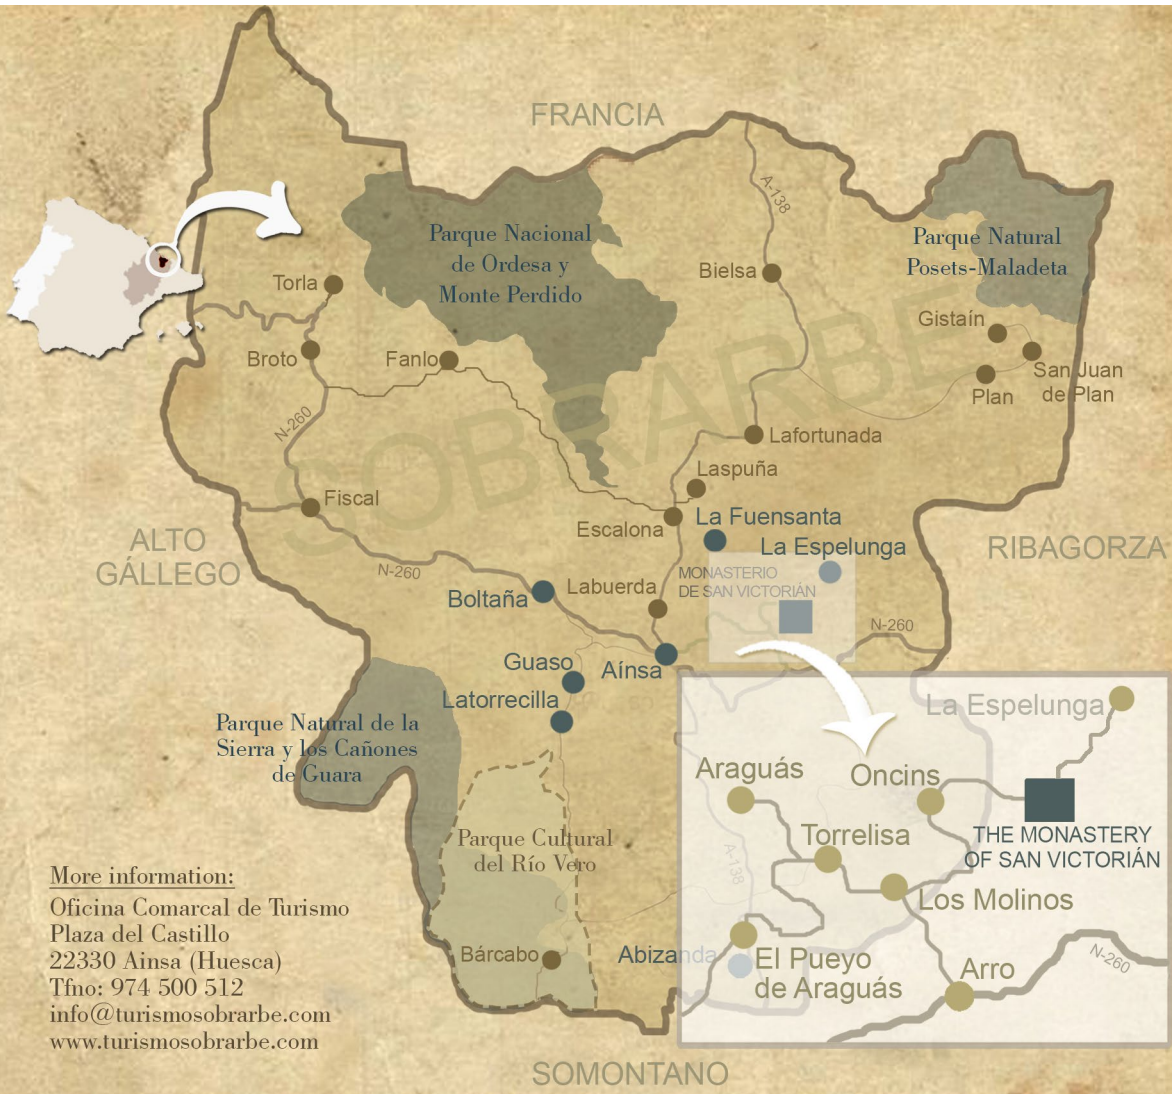 FRANCIA
A-138
Parque Nacional
de Ordesa y
Monte Perdido
Parque Natural
Posets-Maladeta
Torla
Bielsa
Gistaín
Broto
Fanlo
San Juan
de Plan
Plan
SOBRARBE
N-260
Lafortunada
Laspuña
Fiscal
Escalona
La Fuensanta
ALTO
GÁLLEGO
La Espelunga
RIBAGORZA
N-260
MONASTERIO
DE SAN VICTORIÁN
Labuerda
Boltaña
N-260
Guaso
Aínsa
Latorrecilla
Parque Natural de la
Sierra y los Cañones
de Guara
La Espelunga
Araguás
Oncins
Torrelisa
THE MONASTERY
OF SAN VICTORIÁN
Parque Cultural
del Río Vero
A-138
Los Molinos
More information:
Oficina Comarcal de Turismo
Plaza del Castillo
22330 Ainsa (Huesca)
Tfno: 974 500 512
info@turismosobrarbe.com
www.turismosobrarbe.com
Bárcabo
Abizanda
El Pueyo
de Araguás
Arro
N-260
SOMONTANO